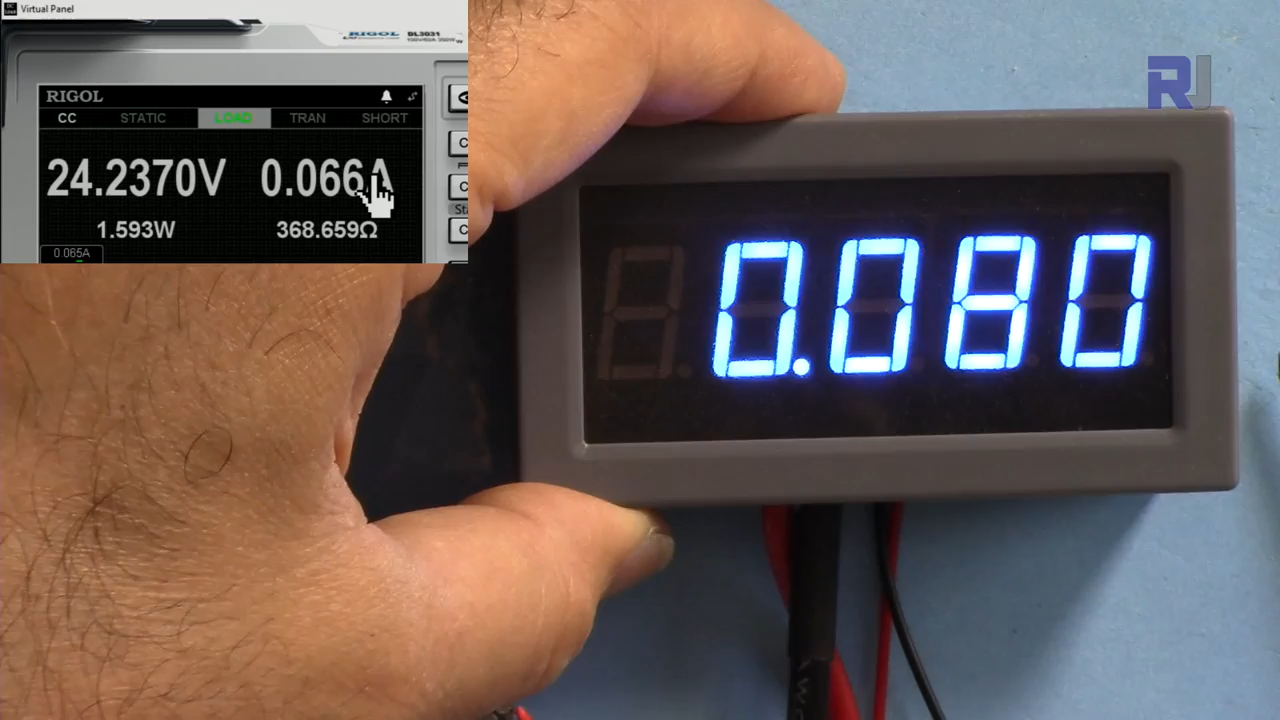 Virtual Panel
RIGOL DL3031
RIGOL
CC STATIC LOAD TRAN SHORT
24.2370V 0.066A
1.593W 368.659Ω
0.065A
RJ
0.080